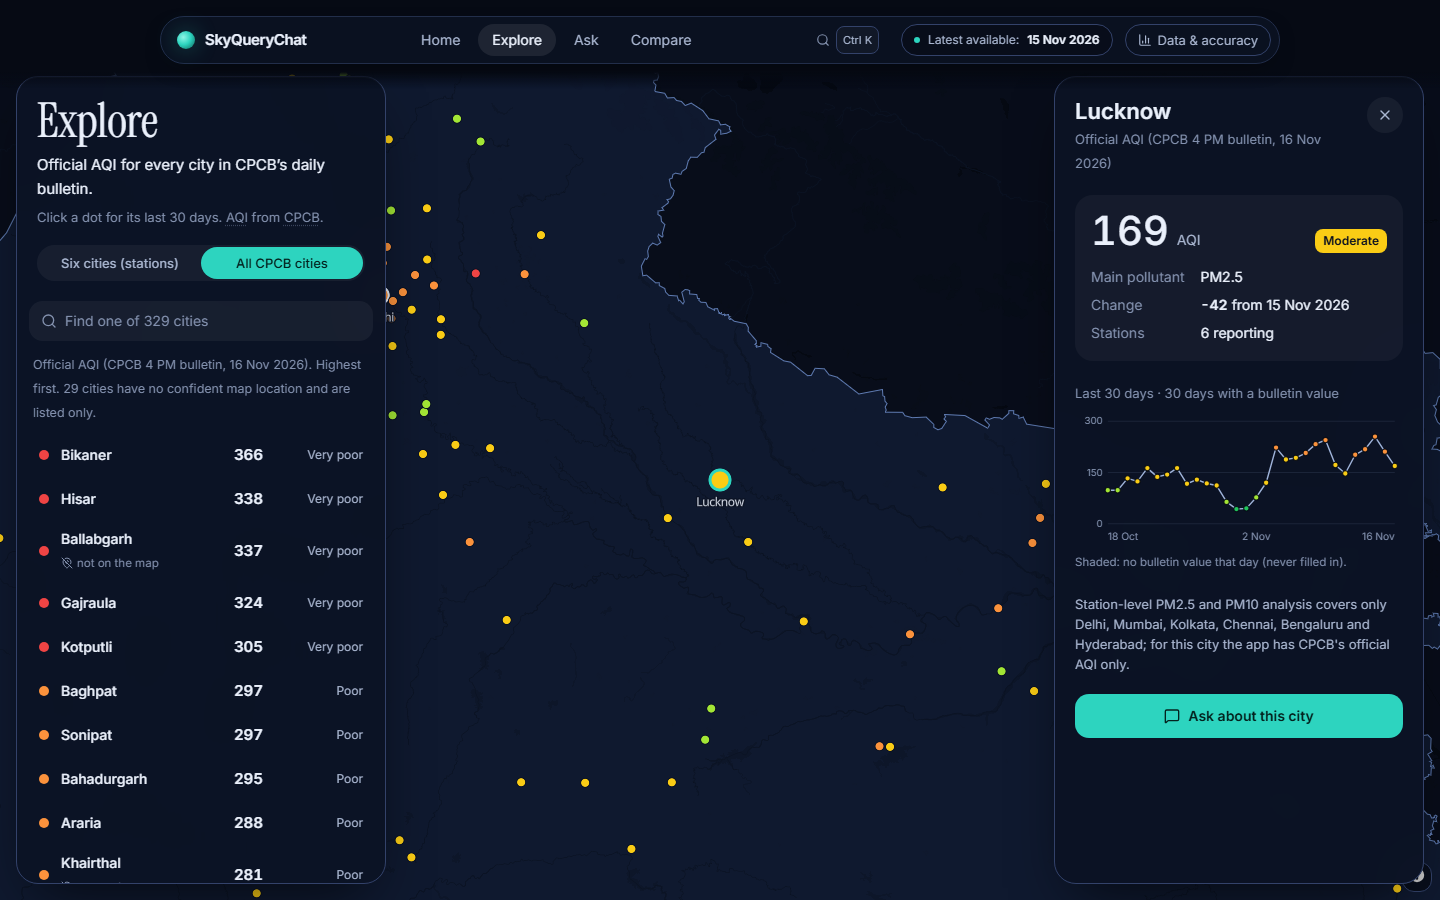 SkyQueryChat
Home
Explore
Ask
Compare
Ctrl K
Latest available: 15 Nov 2026
Data & accuracy
Explore
Official AQI for every city in CPCB's daily
bulletin.
Click a dot for its last 30 days. AQI from CPCB.
Six cities (stations)
All CPCB cities
Find one of 329 cities
Official AQI (CPCB 4 PM bulletin, 16 Nov 2026). Highest
first. 29 cities have no confident map location and are
listed only.
Bikaner 366 Very poor
Hisar 338 Very poor
Ballabgarh 337 Very poor
not on the map
Gajraula 324 Very poor
Kotputli 305 Very poor
Baghpat 297 Poor
Sonipat 297 Poor
Bahadurgarh 295 Poor
Araria 288 Poor
Khairthal 281 Poor
hi
Lucknow
Lucknow
Official AQI (CPCB 4 PM bulletin, 16 Nov
2026)
169 AQI
Moderate
Main pollutant PM2.5
Change -42 from 15 Nov 2026
Stations 6 reporting
Last 30 days · 30 days with a bulletin value
300
150
0
18 Oct 2 Nov 16 Nov
Shaded: no bulletin value that day (never filled in).
Station-level PM2.5 and PM10 analysis covers only
Delhi, Mumbai, Kolkata, Chennai, Bengaluru and
Hyderabad; for this city the app has CPCB's official
AQI only.
Ask about this city